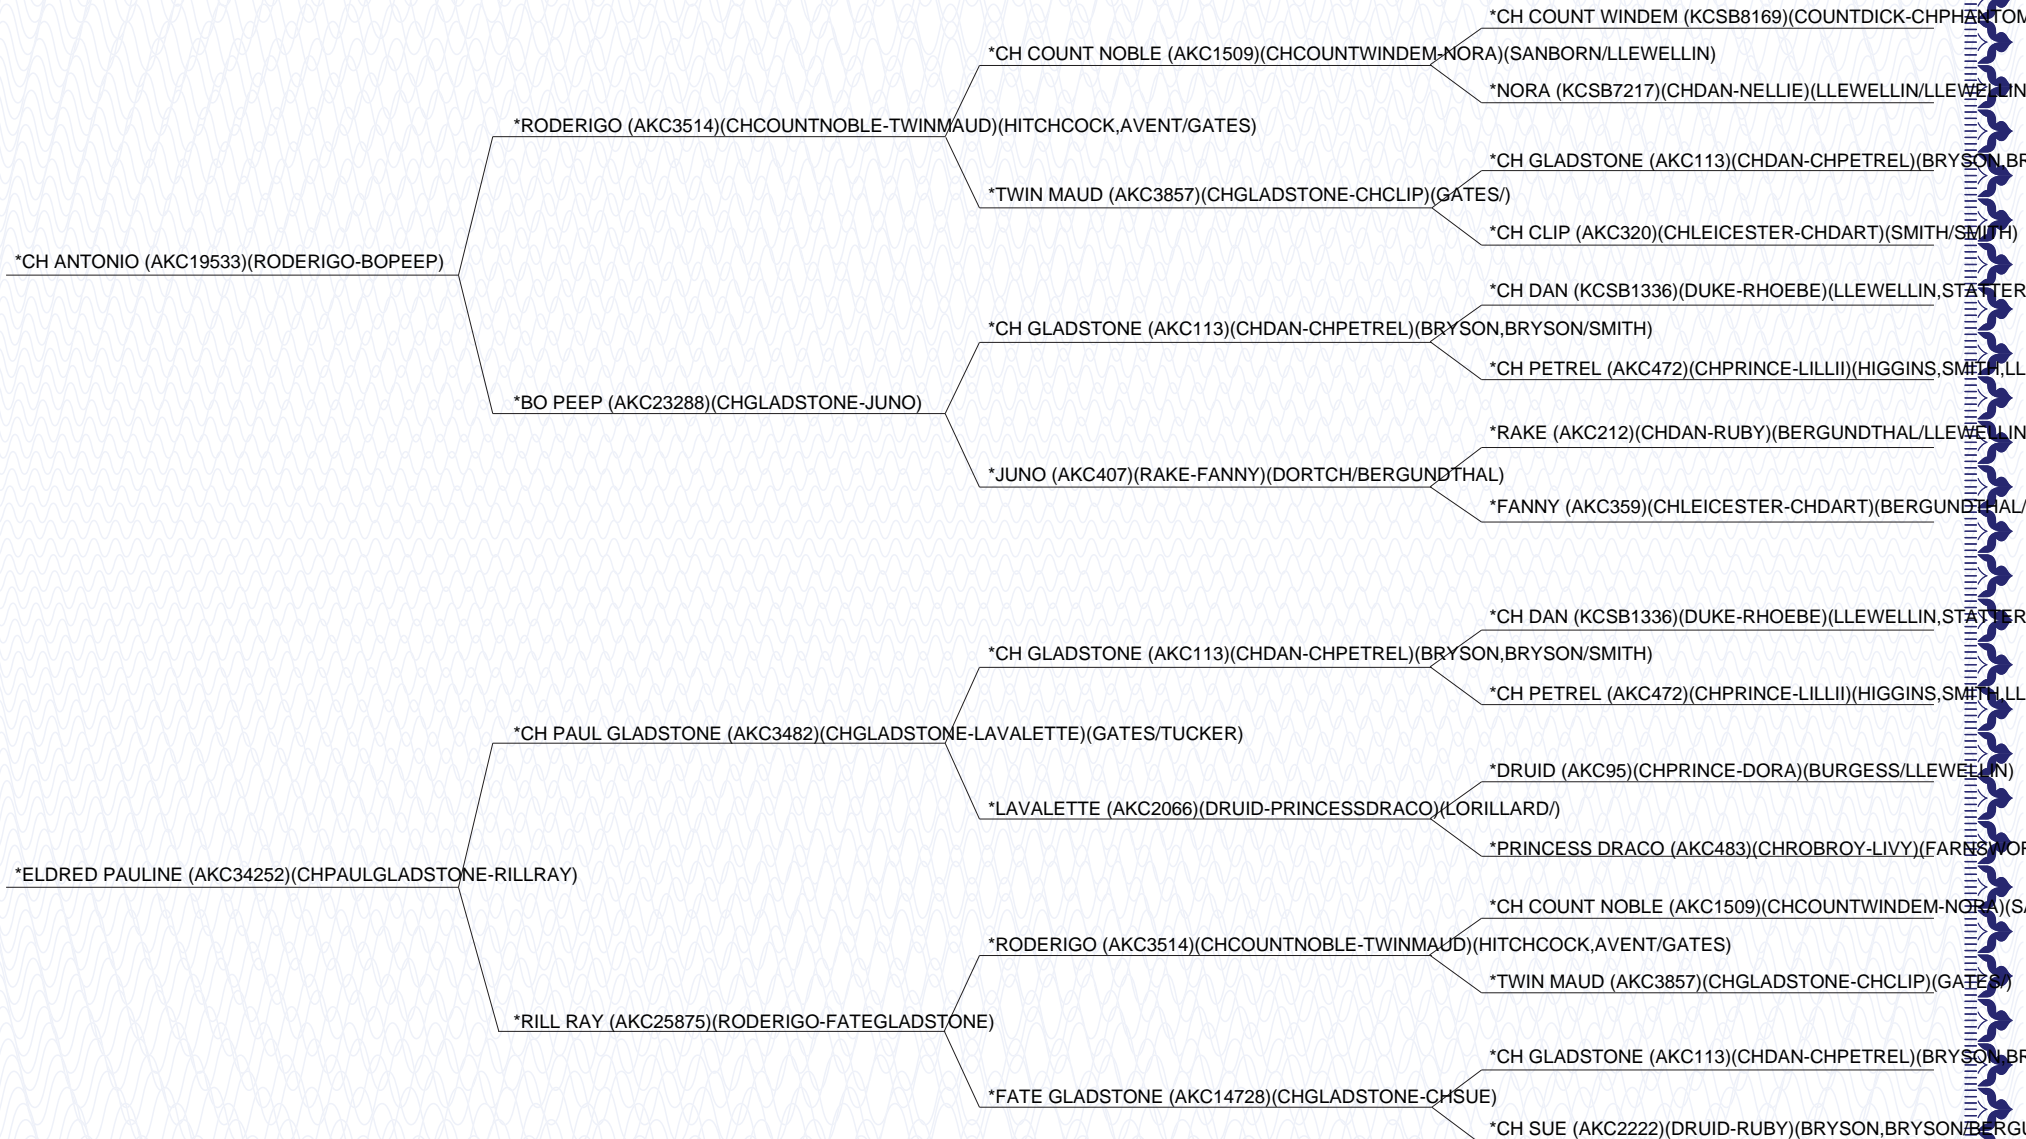 *CH COUNT WINDEM (KCSB8169)(COUNTDICK-CHPHANTOM
*CH COUNT NOBLE (AKC1509)(CHCOUNTWINDEM-NORA)(SANBORN/LLEWELLIN)
*NORA (KCSB7217)(CHDAN-NELLIE)(LLEWELLIN/LLEWELLIN
*RODERIGO (AKC3514)(CHCOUNTNOBLE-TWINMAUD)(HITCHCOCK,AVENT/GATES)
*CH GLADSTONE (AKC113)(CHDAN-CHPETREL)(BRYSON,BR
*TWIN MAUD (AKC3857)(CHGLADSTONE-CHCLIP)(GATES/)
*CH CLIP (AKC320)(CHLEICESTER-CHDART)(SMITH/SMITH)
*CH ANTONIO (AKC19533)(RODERIGO-BOPEEP)
*CH DAN (KCSB1336)(DUKE-RHOEBE)(LLEWELLIN,STATTER
*CH GLADSTONE (AKC113)(CHDAN-CHPETREL)(BRYSON,BRYSON/SMITH)
*CH PETREL (AKC472)(CHPRINCE-LILLII)(HIGGINS,SMITH,LL
*BO PEEP (AKC23288)(CHGLADSTONE-JUNO)
*RAKE (AKC212)(CHDAN-RUBY)(BERGUNDTHAL/LLEWELLIN
*JUNO (AKC407)(RAKE-FANNY)(DORTCH/BERGUNDTHAL)
*FANNY (AKC359)(CHLEICESTER-CHDART)(BERGUNDTHAL/
*CH DAN (KCSB1336)(DUKE-RHOEBE)(LLEWELLIN,STATTER
*CH GLADSTONE (AKC113)(CHDAN-CHPETREL)(BRYSON,BRYSON/SMITH)
*CH PETREL (AKC472)(CHPRINCE-LILLII)(HIGGINS,SMITH,LL
*CH PAUL GLADSTONE (AKC3482)(CHGLADSTONE-LAVALETTE)(GATES/TUCKER)
*DRUID (AKC95)(CHPRINCE-DORA)(BURGESS/LLEWELLIN)
*LAVALETTE (AKC2066)(DRUID-PRINCESSDRACO)(LORILLARD/)
*PRINCESS DRACO (AKC483)(CHROBROY-LIVY)(FARNSWOR
*ELDRED PAULINE (AKC34252)(CHPAULGLADSTONE-RILLRAY)
*CH COUNT NOBLE (AKC1509)(CHCOUNTWINDEM-NORA)(SA
*RODERIGO (AKC3514)(CHCOUNTNOBLE-TWINMAUD)(HITCHCOCK,AVENT/GATES)
*TWIN MAUD (AKC3857)(CHGLADSTONE-CHCLIP)(GATES/)
*RILL RAY (AKC25875)(RODERIGO-FATEGLADSTONE)
*CH GLADSTONE (AKC113)(CHDAN-CHPETREL)(BRYSON,BR
*FATE GLADSTONE (AKC14728)(CHGLADSTONE-CHSUE)
*CH SUE (AKC2222)(DRUID-RUBY)(BRYSON,BRYSON/BERGU